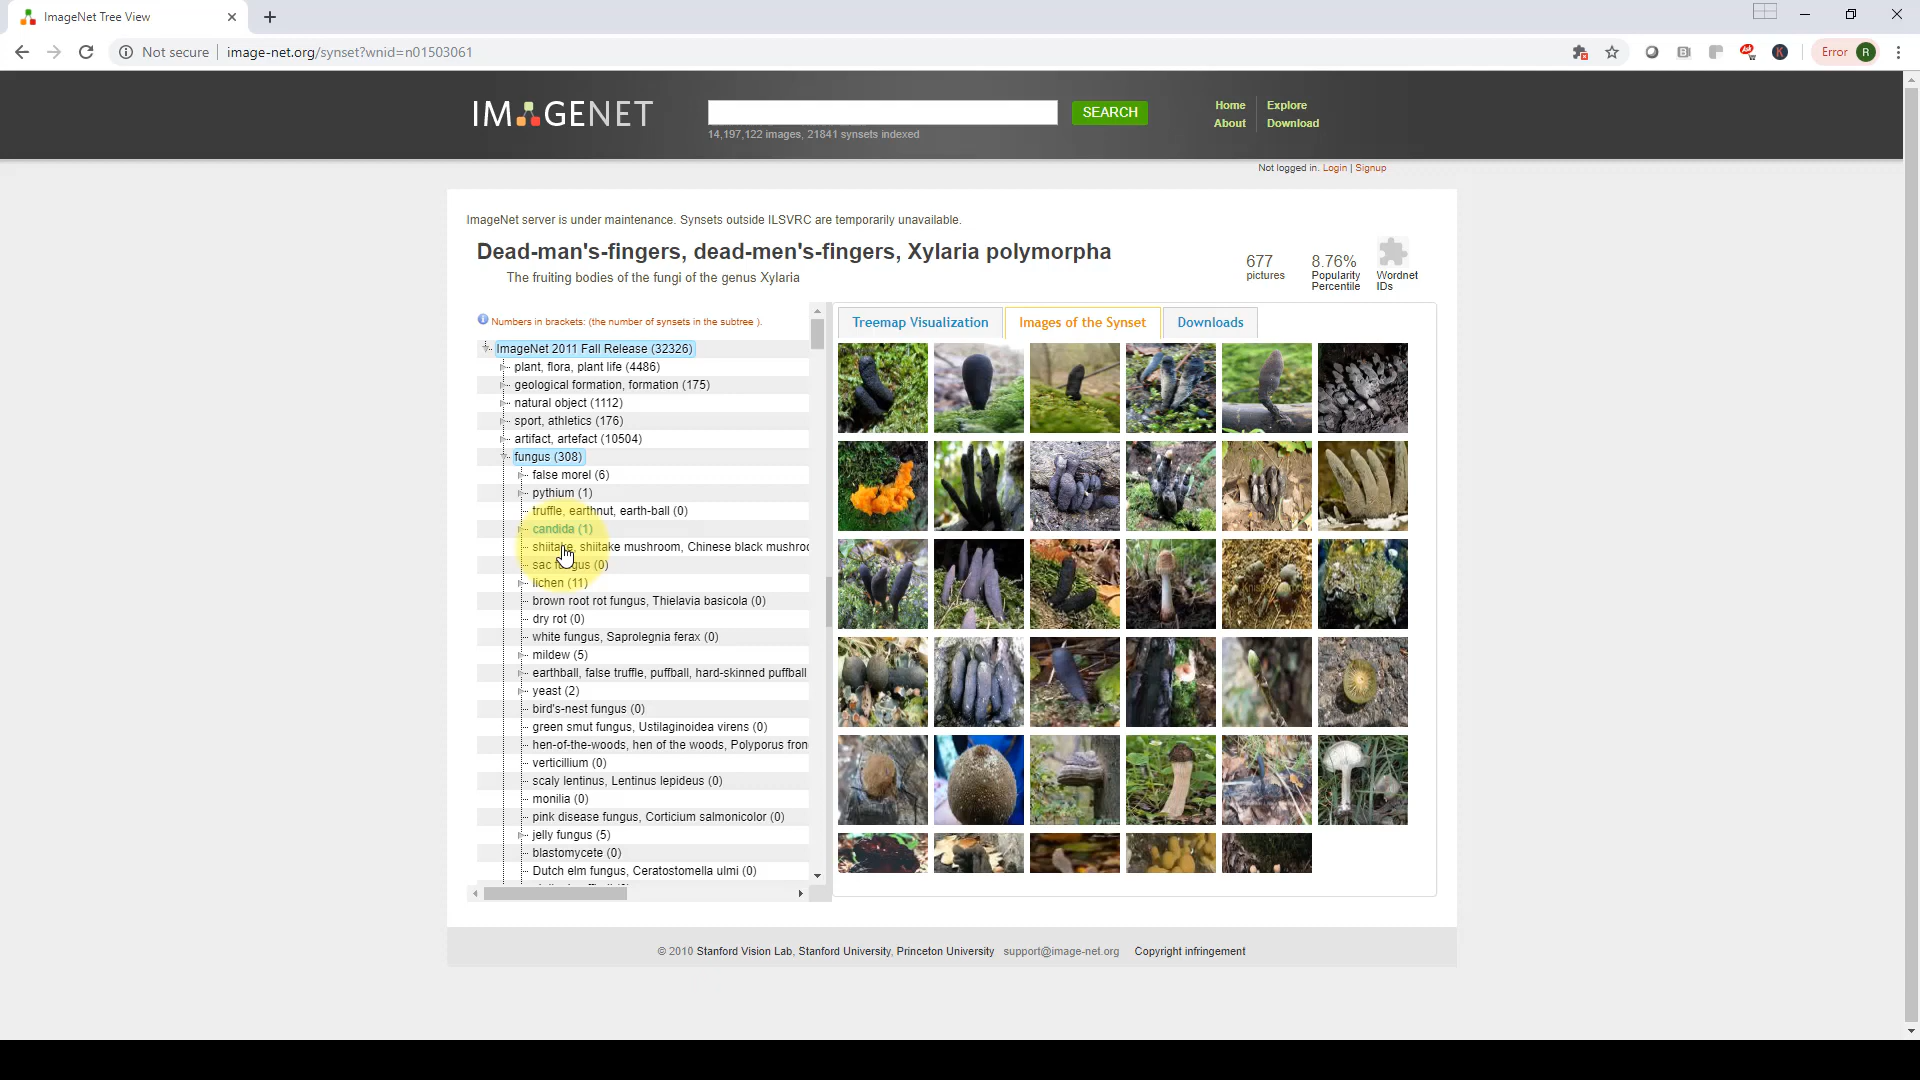 ImageNet Tree View
Not secure
image-net.org/synset?wnid=n01503061
Error R
IMAGENET
SEARCH
14,197,122 images, 21841 synsets indexed
Home Explore
About Download
Not logged in. Login | Signup
ImageNet server is under maintenance. Synsets outside ILSVRC are temporarily unavailable.
Dead-man's-fingers, dead-men's-fingers, Xylaria polymorpha
The fruiting bodies of the fungi of the genus Xylaria
677
pictures
8.76%
Popularity
Percentile
Wordnet
IDs
Numbers in brackets: (the number of synsets in the subtree ).
ImageNet 2011 Fall Release (32326)
plant, flora, plant life (4486)
geological formation, formation (175)
natural object (1112)
sport, athletics (176)
artifact, artefact (10504)
fungus (308)
false morel (6)
pythium (1)
truffle, earthnut, earth-ball (0)
candida (1)
shiitake, shiitake mushroom, Chinese black mushroo
sac fungus (0)
lichen (11)
brown root rot fungus, Thielavia basicola (0)
dry rot (0)
white fungus, Saprolegnia ferax (0)
mildew (5)
earthball, false truffle, puffball, hard-skinned puffball
yeast (2)
bird's-nest fungus (0)
green smut fungus, Ustilaginoidea virens (0)
hen-of-the-woods, hen of the woods, Polyporus fron
verticillium (0)
scaly lentinus, Lentinus lepideus (0)
monilia (0)
pink disease fungus, Corticium salmonicolor (0)
jelly fungus (5)
blastomycete (0)
Dutch elm fungus, Ceratostomella ulmi (0)
Treemap Visualization
Images of the Synset
Downloads
© 2010 Stanford Vision Lab, Stanford University, Princeton University support@image-net.org Copyright infringement